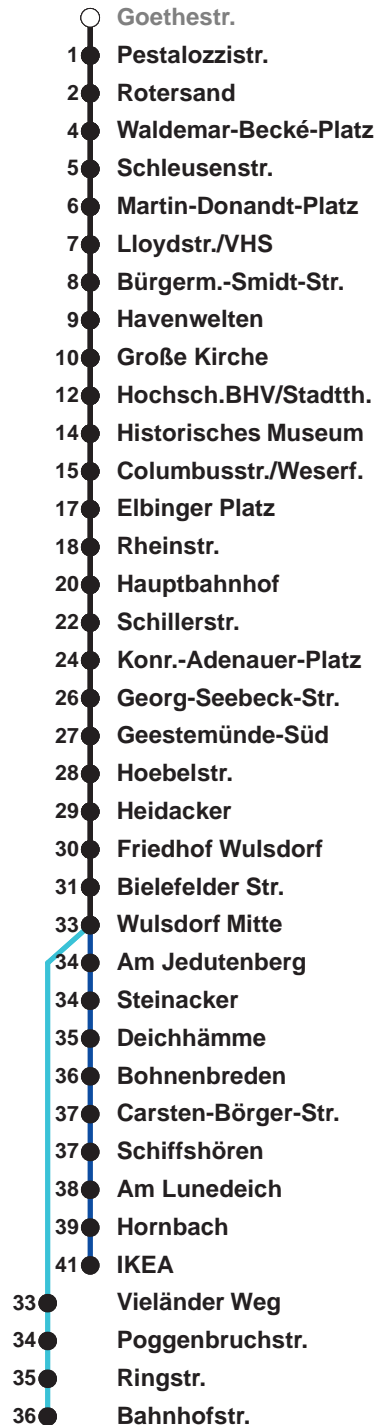 Goethestr.
1 Pestalozzistr.
2 Rotersand
4 Waldemar-Becké-Platz
5 Schleusenstr.
6 Martin-Donandt-Platz
7 Lloydstr./VHS
8 Bürgerm.-Smidt-Str.
9 Havenwelten
10 Große Kirche
12 Hochsch.BHV/Stadtth.
14 Historisches Museum
15 Columbusstr./Weserf.
17 Elbinger Platz
18 Rheinstr.
20 Hauptbahnhof
22 Schillerstr.
24 Konr.-Adenauer-Platz
26 Georg-Seebeck-Str.
27 Geestemünde-Süd
28 Hoebelstr.
29 Heidacker
30 Friedhof Wulsdorf
31 Bielefelder Str.
33 Wulsdorf Mitte
34 Am Jedutenberg
34 Steinacker
35 Deichhämme
36 Bohnenbreden
37 Carsten-Börger-Str.
37 Schiffshören
38 Am Lunedeich
39 Hornbach
41 IKEA
33 Vieländer Weg
34 Poggenbruchstr.
35 Ringstr.
36 Bahnhofstr.